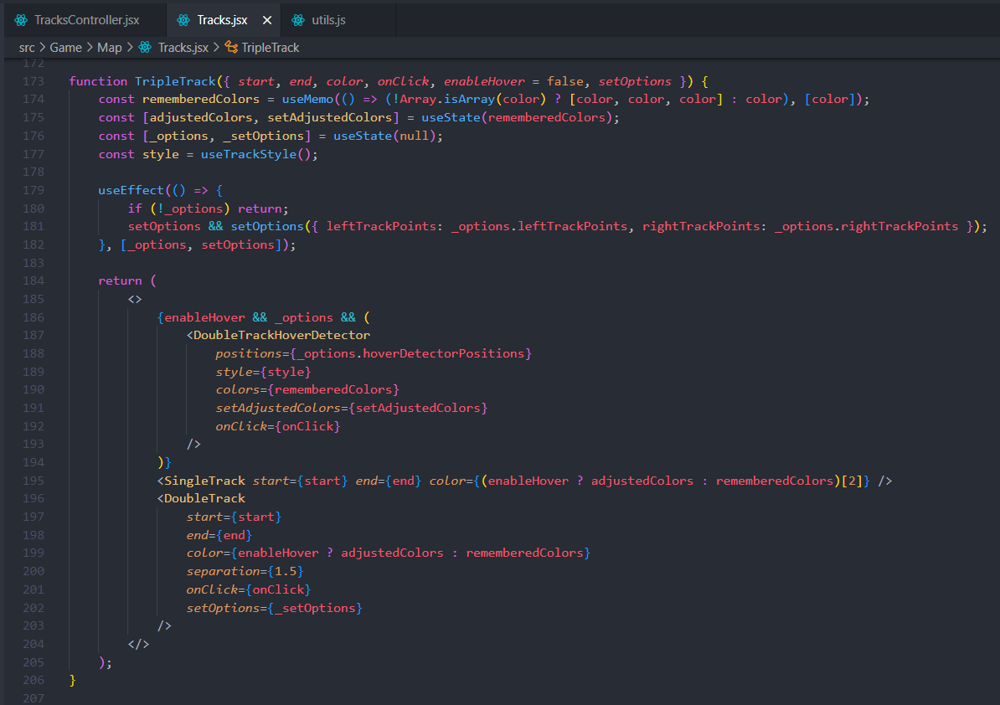 TracksController.jsx Tracks.jsx × utils.js
src > Game > Map > Tracks.jsx > TripleTrack
172
173 function TripleTrack({ start, end, color, onClick, enableHover = false, setOptions }) {
174 const rememberedColors = useMemo(() => (!Array.isArray(color) ? [color, color, color] : color), [color]);
175 const [adjustedColors, setAdjustedColors] = useState(rememberedColors);
176 const [_options, _setOptions] = useState(null);
177 const style = useTrackStyle();
178
179 useEffect(() => {
180 if (!_options) return;
181 setOptions && setOptions({ leftTrackPoints: _options.leftTrackPoints, rightTrackPoints: _options.rightTrackPoints });
182 }, [_options, setOptions]);
183
184 return (
185 <>
186 {enableHover && _options && (
187 <DoubleTrackHoverDetector
188 positions={_options.hoverDetectorPositions}
189 style={style}
190 colors={rememberedColors}
191 setAdjustedColors={setAdjustedColors}
192 onClick={onClick}
193 />
194 )}
195 <SingleTrack start={start} end={end} color={(enableHover ? adjustedColors : rememberedColors)[2]} />
196 <DoubleTrack
197 start={start}
198 end={end}
199 color={enableHover ? adjustedColors : rememberedColors}
200 separation={1.5}
201 onClick={onClick}
202 setOptions={_setOptions}
203 />
204 </>
205 );
206 }
207